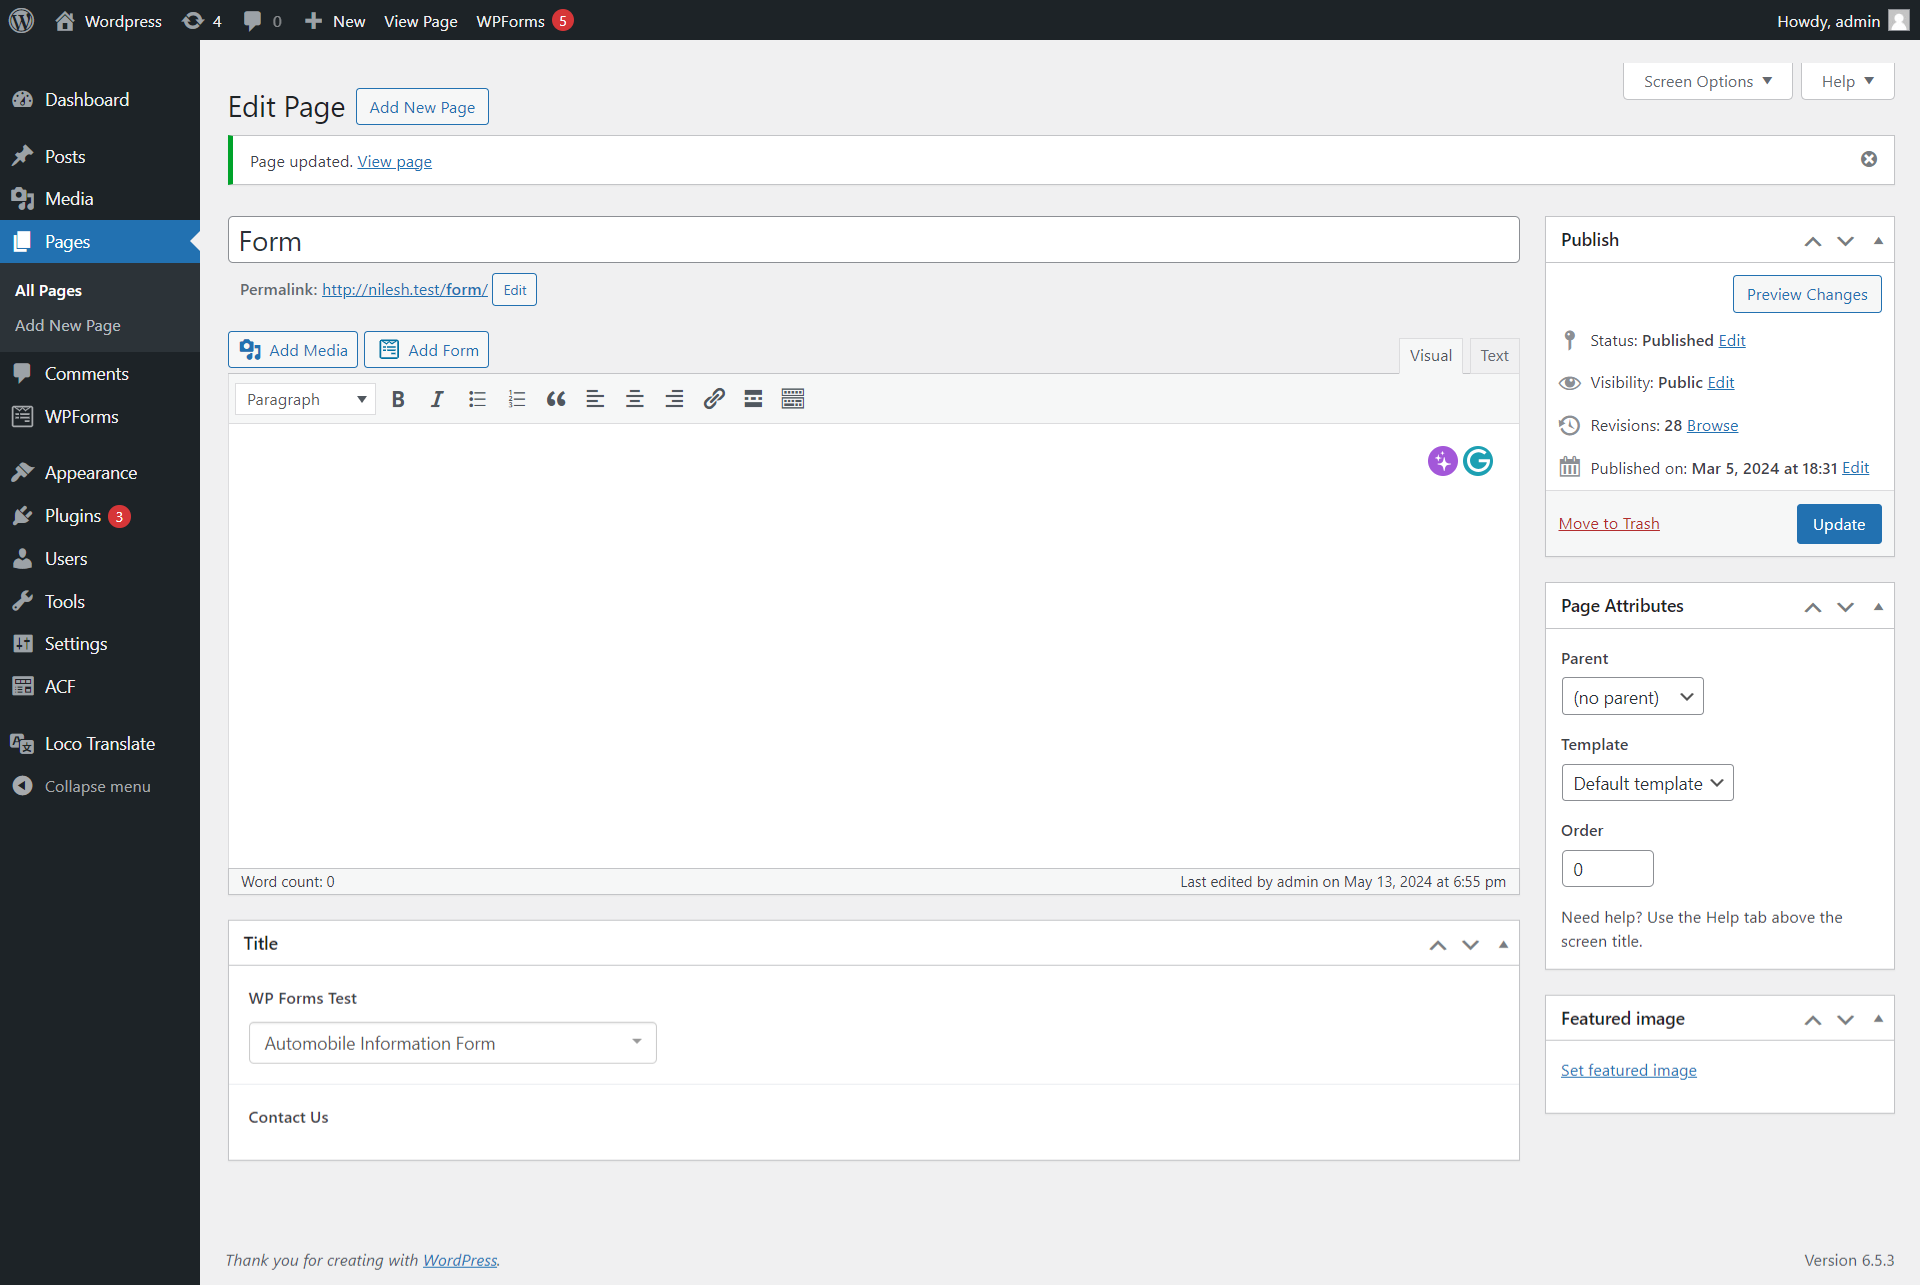 Wordpress 4 0 New View Page WPForms 5 Howdy, admin
Screen Options Help
Dashboard
Posts
Media
Pages
All Pages
Add New Page
Comments
WPForms
Appearance
Plugins 3
Users
Tools
Settings
ACF
Loco Translate
Collapse menu
Edit Page Add New Page
Page updated. View page
Form
Permalink: http://nilesh.test/form/ Edit
Add Media Add Form
Visual Text
Paragraph
Word count: 0 Last edited by admin on May 13, 2024 at 6:55 pm
Title
WP Forms Test
Automobile Information Form
Contact Us
Publish
Preview Changes
Status: Published Edit
Visibility: Public Edit
Revisions: 28 Browse
Published on: Mar 5, 2024 at 18:31 Edit
Move to Trash Update
Page Attributes
Parent
(no parent)
Template
Default template
Order
0
Need help? Use the Help tab above the
screen title.
Featured image
Set featured image
Thank you for creating with WordPress. Version 6.5.3